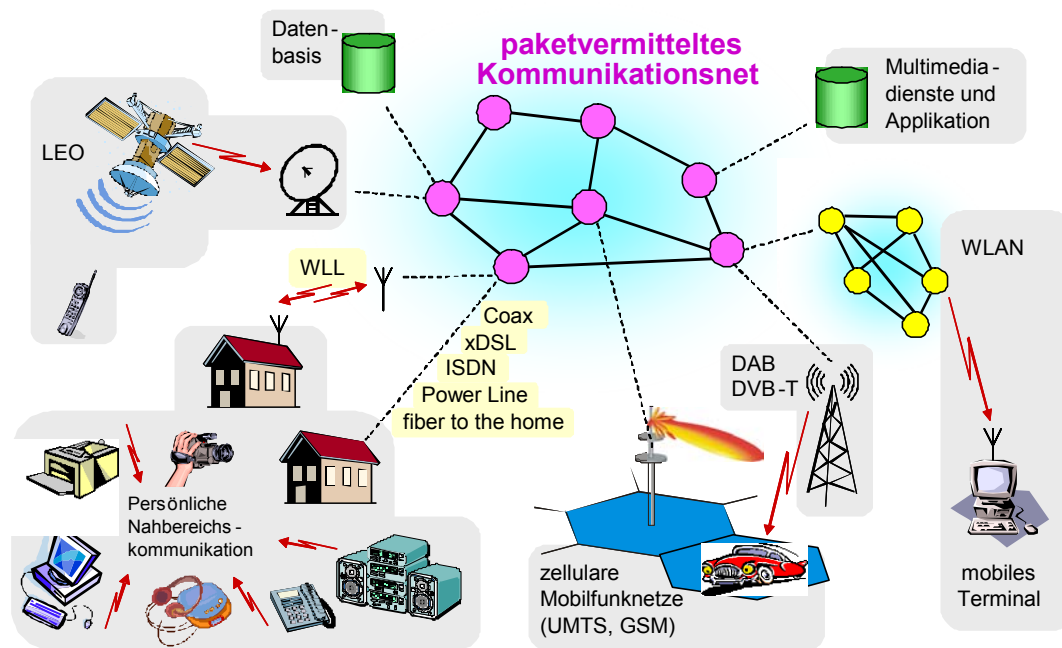 Daten-
basis
paketvermitteltes
Kommunikationsnet
Multimedia-
dienste und
Applikation
LEO
WLAN
WLL
Coax
xDSL
ISDN
Power Line
fiber to the home
DAB
DVB-T
Persönliche
Nahbereichs-
kommunikation
zellulare
Mobilfunknetze
(UMTS, GSM)
mobiles
Terminal